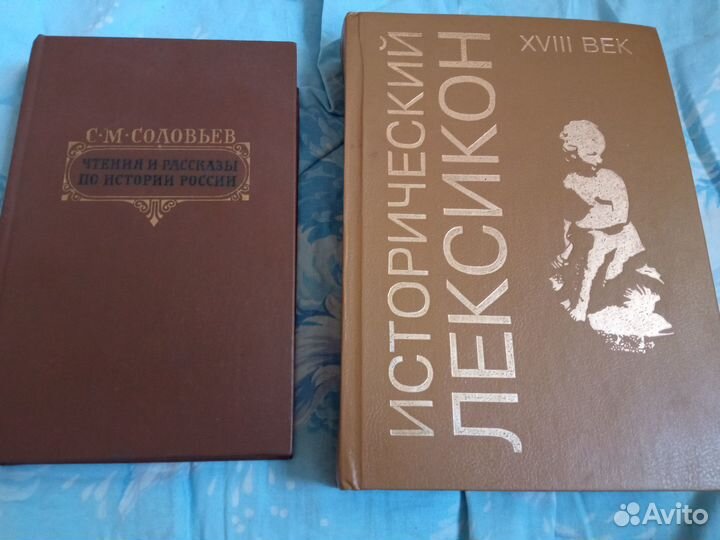 С·М·СОЛОВЬЕВ
ЧТЕНИЯ И РАССКАЗЫ
ПО ИСТОРИИ РОССИИ
ИСТОРИЧЕСКИЙ
ЛЕКСИКОН
XVIII ВЕК
Avito